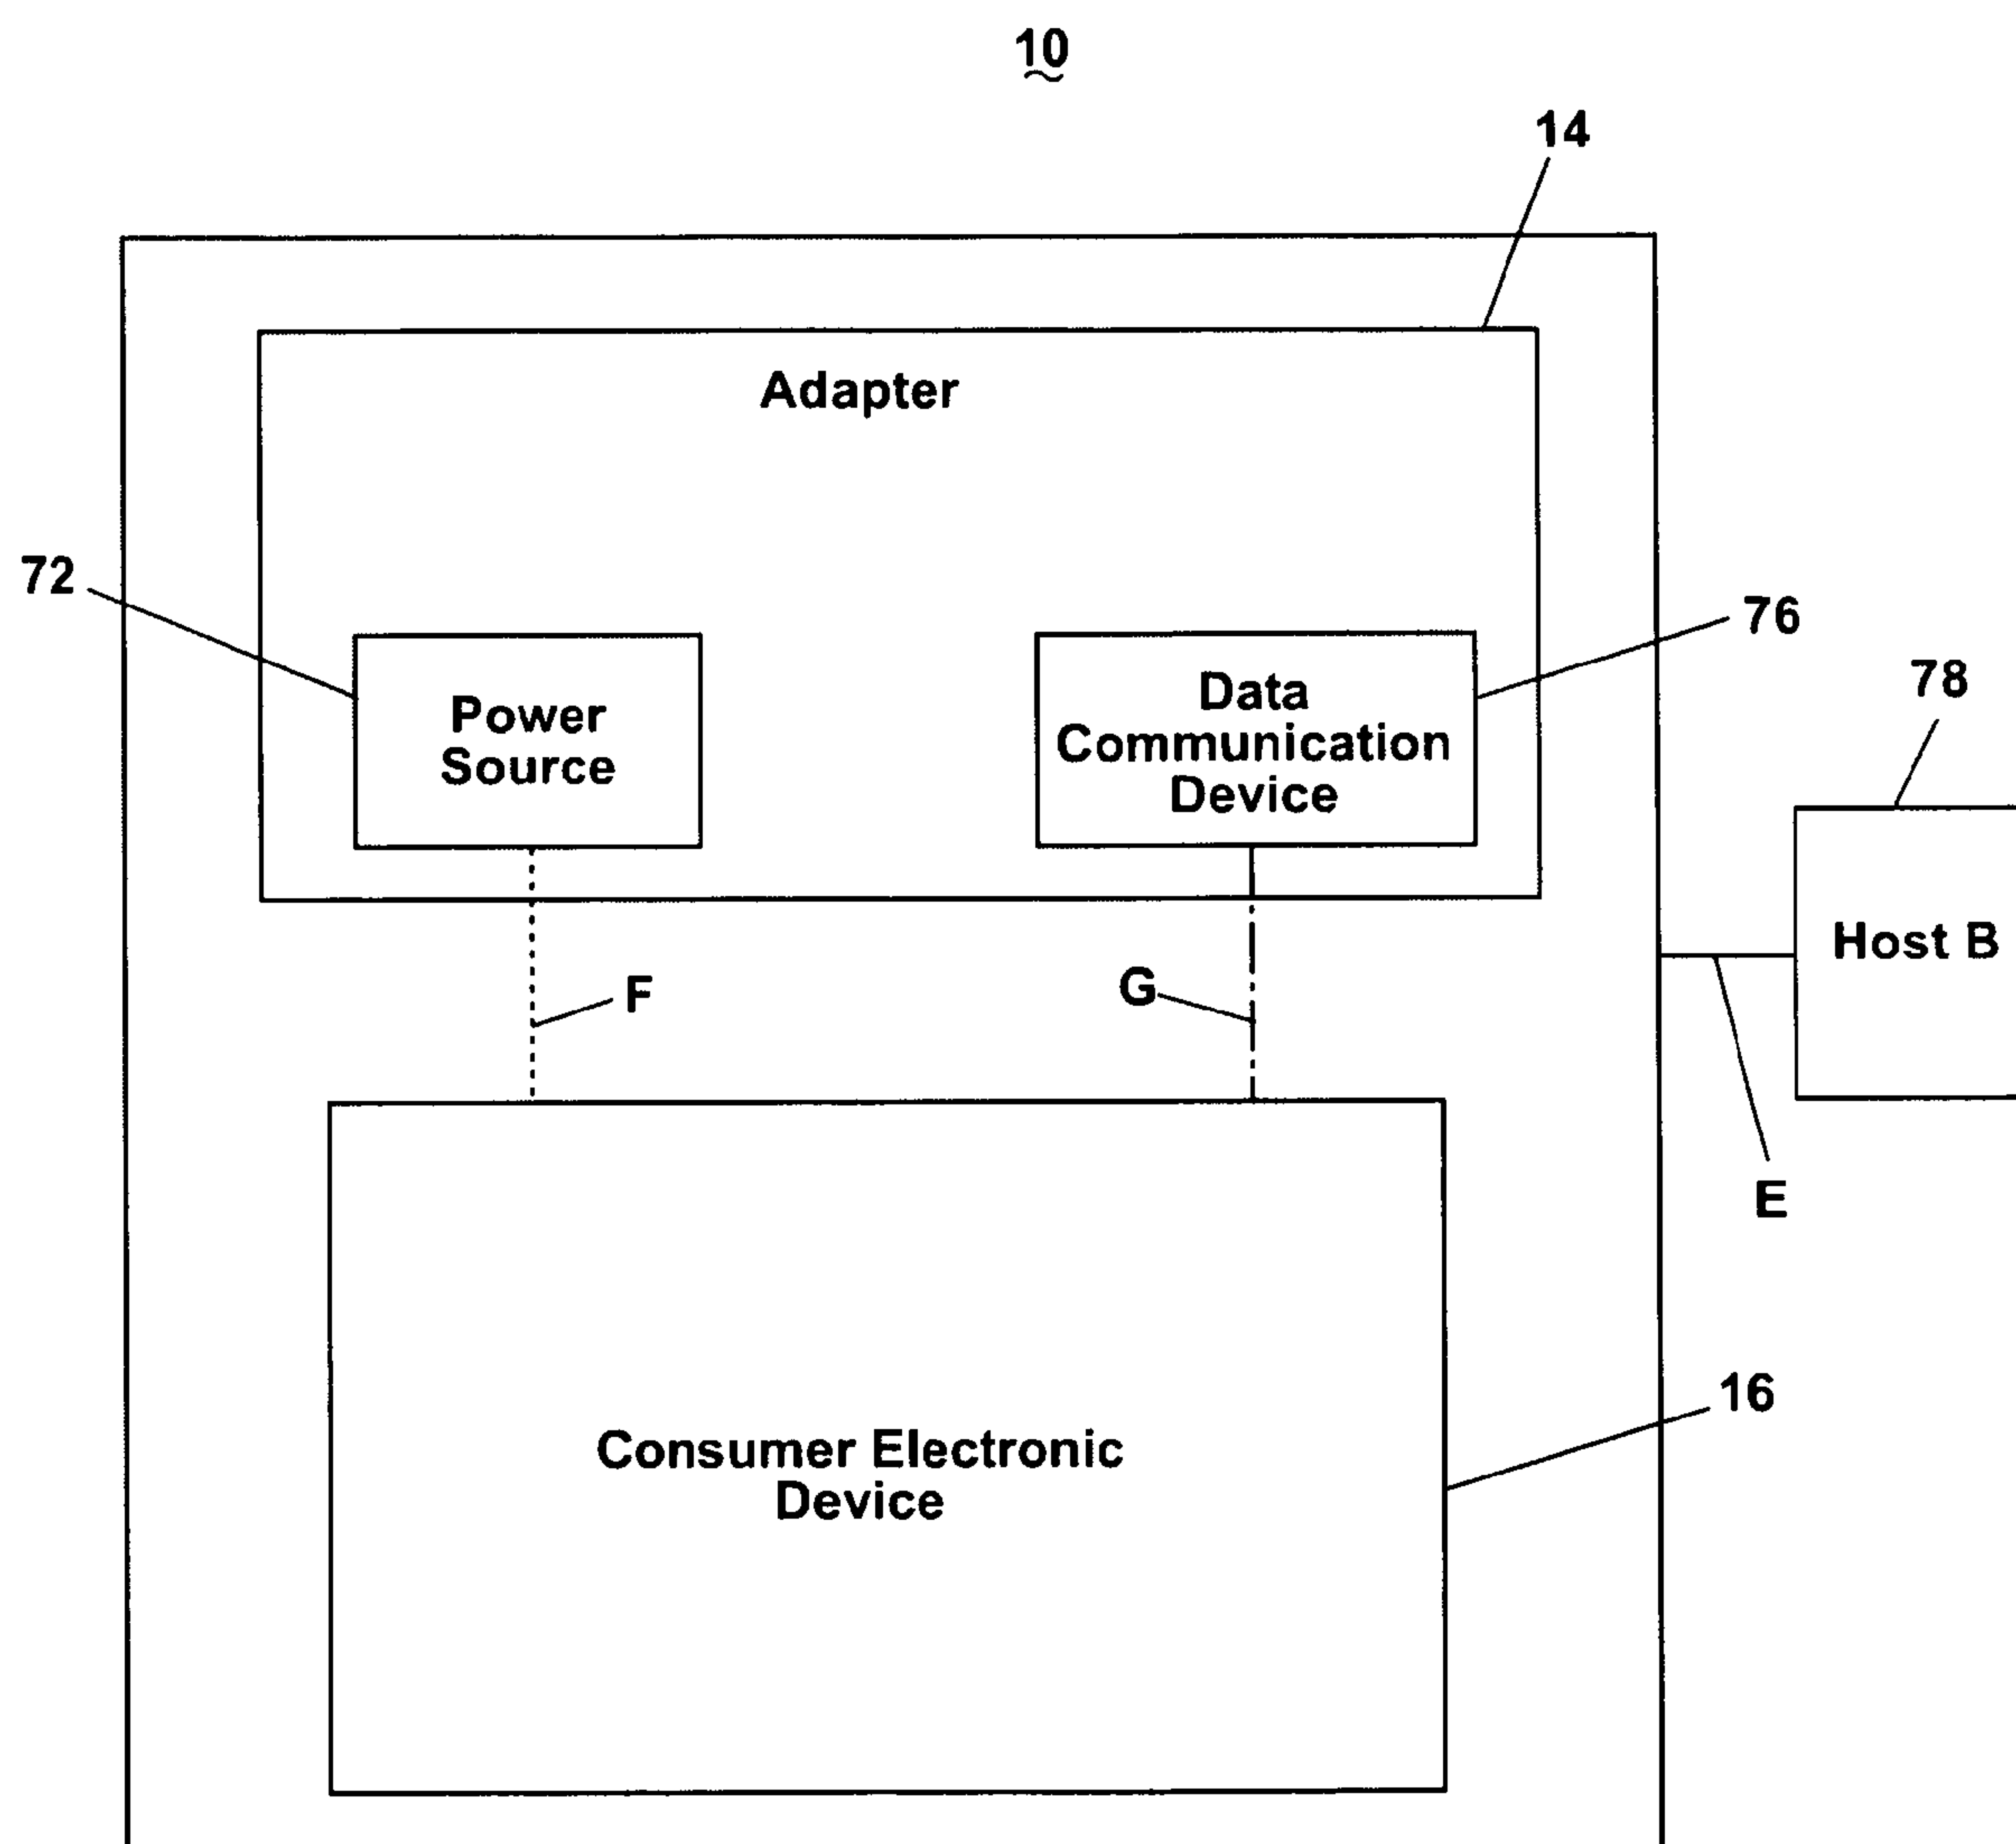 10
14
Adapter
72
76
78
Power
Source
Data
Communication
Device
Host B
F
G
E
16
Consumer Electronic
Device